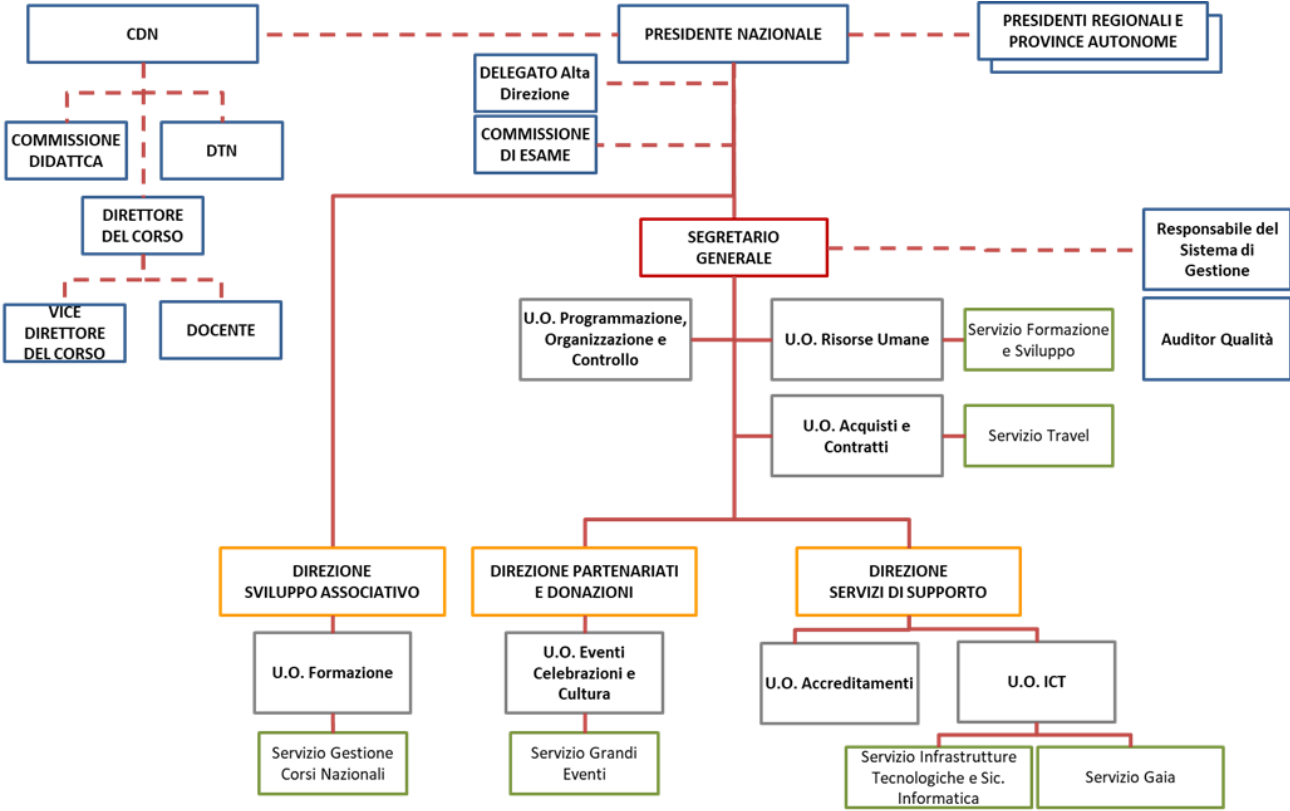 CDN
PRESIDENTE NAZIONALE
PRESIDENTI REGIONALI E
PROVINCE AUTONOME
DELEGATO Alta
Direzione
COMMISSIONE
DIDATTCA
DTN
COMMISSIONE
DI ESAME
DIRETTORE
DEL CORSO
SEGRETARIO
GENERALE
Responsabile del
Sistema di
Gestione
VICE
DIRETTORE
DEL CORSO
DOCENTE
U.O. Programmazione,
Organizzazione e
Controllo
U.O. Risorse Umane
Servizio Formazione
e Sviluppo
Auditor Qualità
U.O. Acquisti e
Contratti
Servizio Travel
DIREZIONE
SVILUPPO ASSOCIATIVO
DIREZIONE PARTENARIATI
E DONAZIONI
DIREZIONE
SERVIZI DI SUPPORTO
U.O. Formazione
U.O. Eventi
Celebrazioni e
Cultura
U.O. Accreditamenti
U.O. ICT
Servizio Gestione
Corsi Nazionali
Servizio Grandi
Eventi
Servizio Infrastrutture
Tecnologiche e Sic.
Informatica
Servizio Gaia